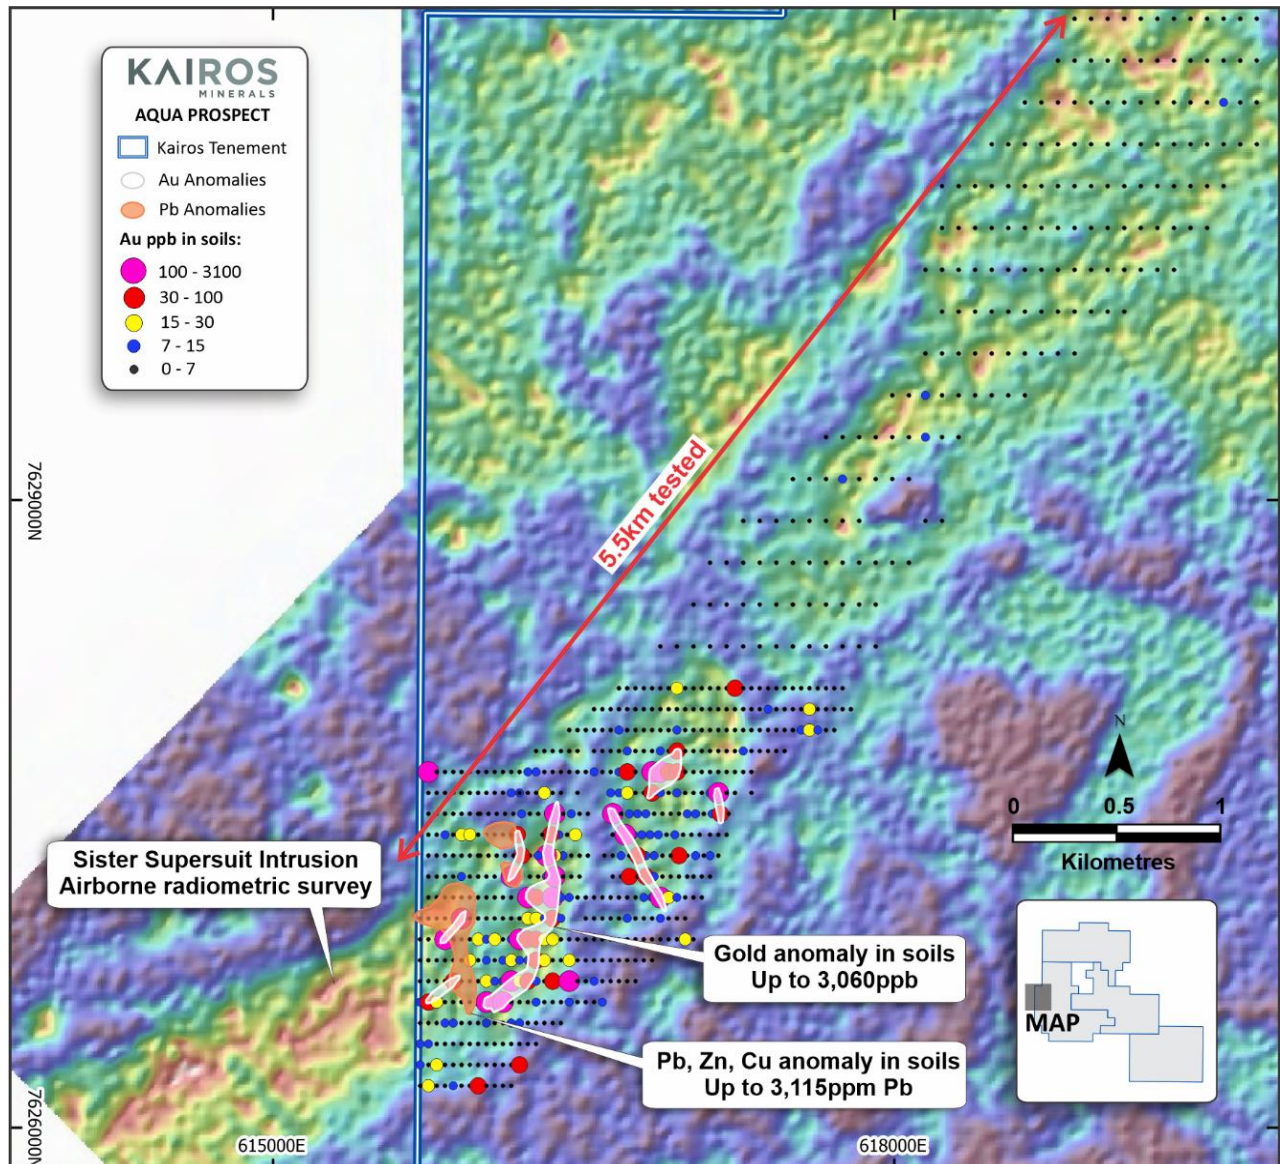 KAIROS
MINERALS
AQUA PROSPECT
Kairos Tenement
Au Anomalies
Pb Anomalies
Au ppb in soils:
100 - 3100
30 - 100
15 - 30
7 - 15
0 - 7
7629000N
5.5km tested
N
0 0.5 1
Kilometres
Sister Supersuit Intrusion
Airborne radiometric survey
Gold anomaly in soils
Up to 3,060ppb
MAP
Pb, Zn, Cu anomaly in soils
Up to 3,115ppm Pb
7626000N
615000E
618000E